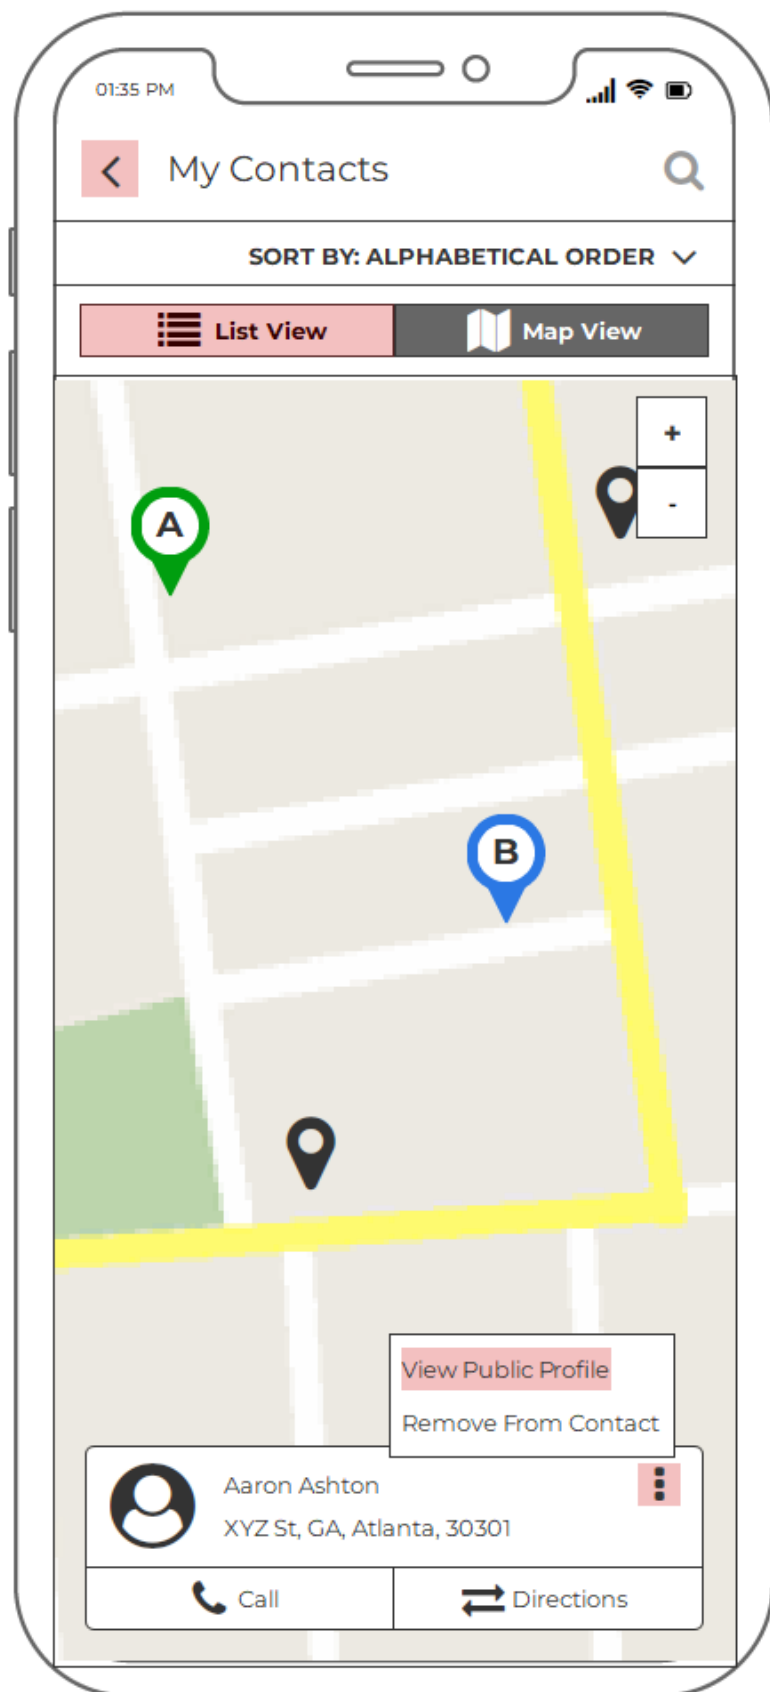 01:35 PM
My Contacts
SORT BY: ALPHABETICAL ORDER
List View
Map View
+
-
A
B
View Public Profile
Remove From Contact
Aaron Ashton
XYZ St, GA, Atlanta, 30301
Call
Directions